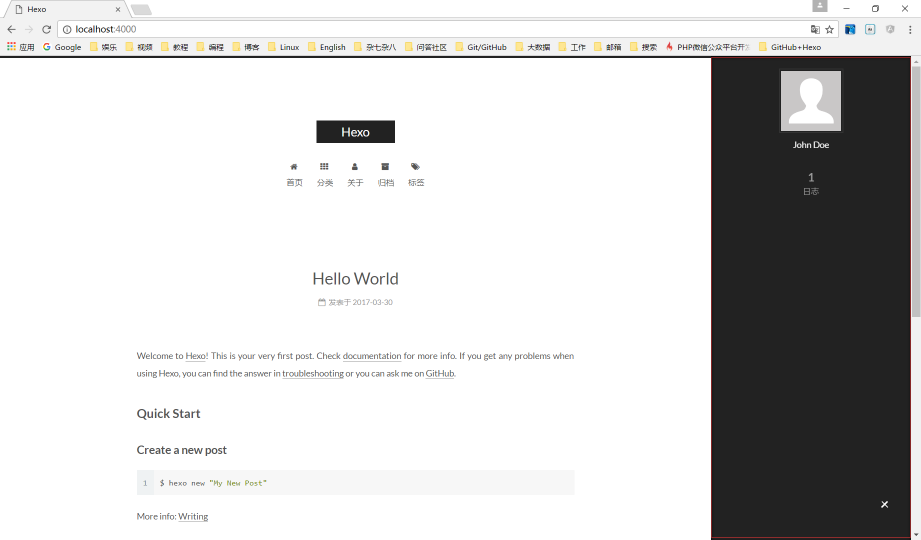 Hexo
localhost:4000
应用 Google 娱乐 视频 教程 编程 博客 Linux English 杂七杂八 问答社区 Git/GitHub 大数据 工作 邮箱 搜索 PHP微信公众平台开发 GitHub+Hexo
Hexo
首页 分类 关于 归档 标签
Hello World
发表于 2017-03-30
Welcome to Hexo! This is your very first post. Check documentation for more info. If you get any problems when
using Hexo, you can find the answer in troubleshooting or you can ask me on GitHub.
Quick Start
Create a new post
1 $ hexo new "My New Post"
More info: Writing
John Doe
1
日志